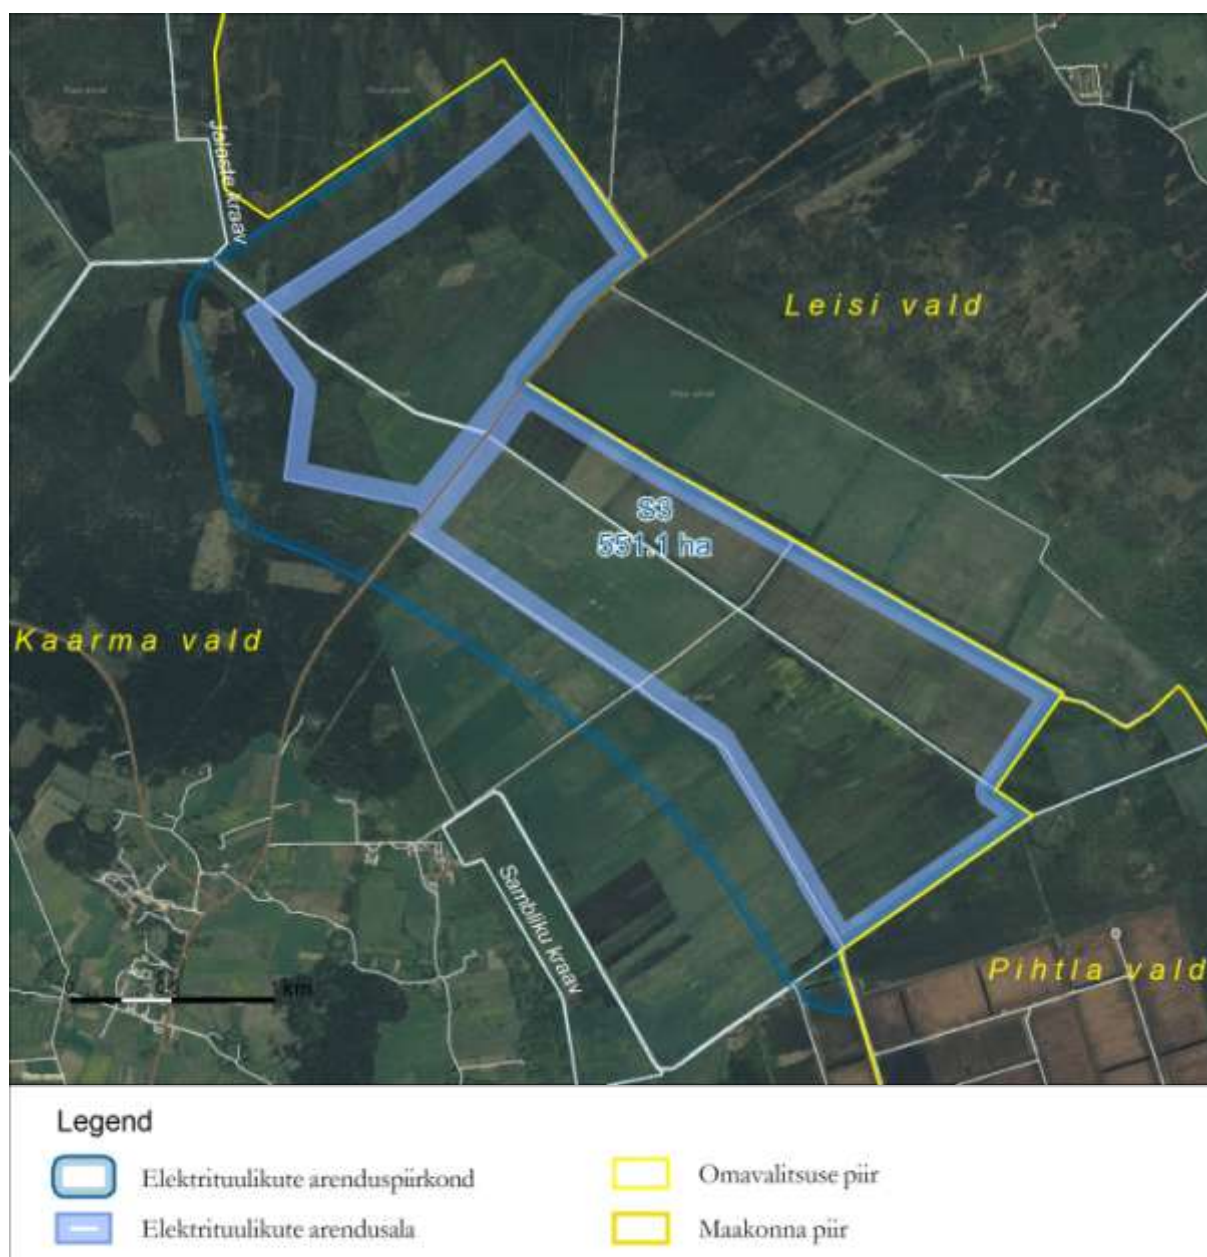 Jalaste kraav
Leisi vald
S3
551.1 ha
Kaarma vald
Sambliku kraav
Pihtla vald
km
Legend
Elektrituulikute arenduspiirkond
Omavalitsuse piir
Elektrituulikute arendusala
Maakonna piir